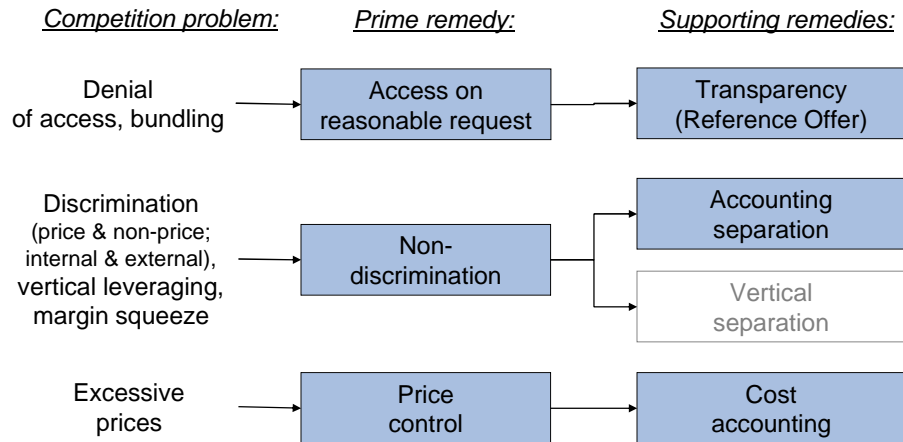 Competition problem:
Prime remedy:
Supporting remedies:
Denial
of access, bundling
Access on
reasonable request
Transparency
(Reference Offer)
Discrimination
(price & non-price;
internal & external),
vertical leveraging,
margin squeeze
Non-
discrimination
Accounting
separation
Vertical
separation
Excessive
prices
Price
control
Cost
accounting